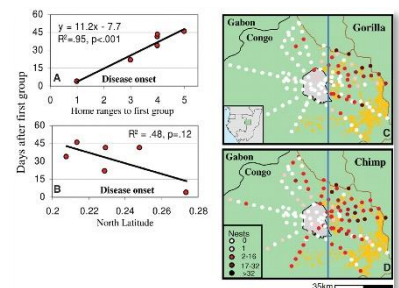 y = 11.2x - 7.7
R²=.95, p<.001
60
45
30
15
0
A
Disease onset
0 1 2 3 4 5
Home ranges to first group
Days after first group
60
45
30
15
0
R² = .48, p=.12
B
Disease onset
0.2 0.22 0.24 0.26 0.28
North Latitude
Gabon
Gorilla
Congo
C
Gabon
Chimp
Congo
Nests
0
1
2-16
17-32
>32
D
35km